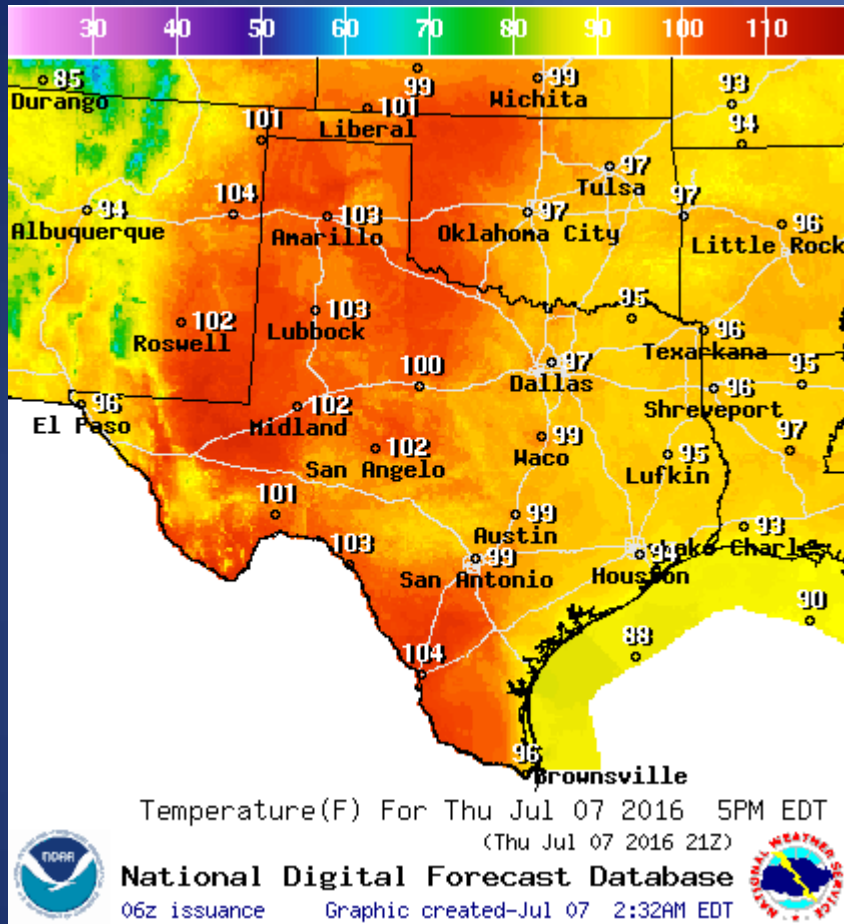 30 40 50 60 70 80 90 100 110
85
Durango
99
99
Wichita
93
101
Liberal
101
94
97
Tulsa
94
Albuquerque
104
103
Amarillo
97
Oklahoma City
97
96
Little Rock
102
Roswell
103
Lubbock
95
96
Texarkana
97
Dallas
100
95
96
Shreveport
96
El Paso
102
Midland
102
San Angelo
99
Waco
95
Lufkin
97
101
99
Austin
93
Lake Charles
103
99
San Antonio
94
Houston
90
88
104
96
Brownsville
Temperature(F) For Thu Jul 07 2016 5PM EDT
(Thu Jul 07 2016 21Z)
National Digital Forecast Database
06z issuance Graphic created-Jul 07 2:32AM EDT
NOAA
NATIONAL WEATHER SERVICE